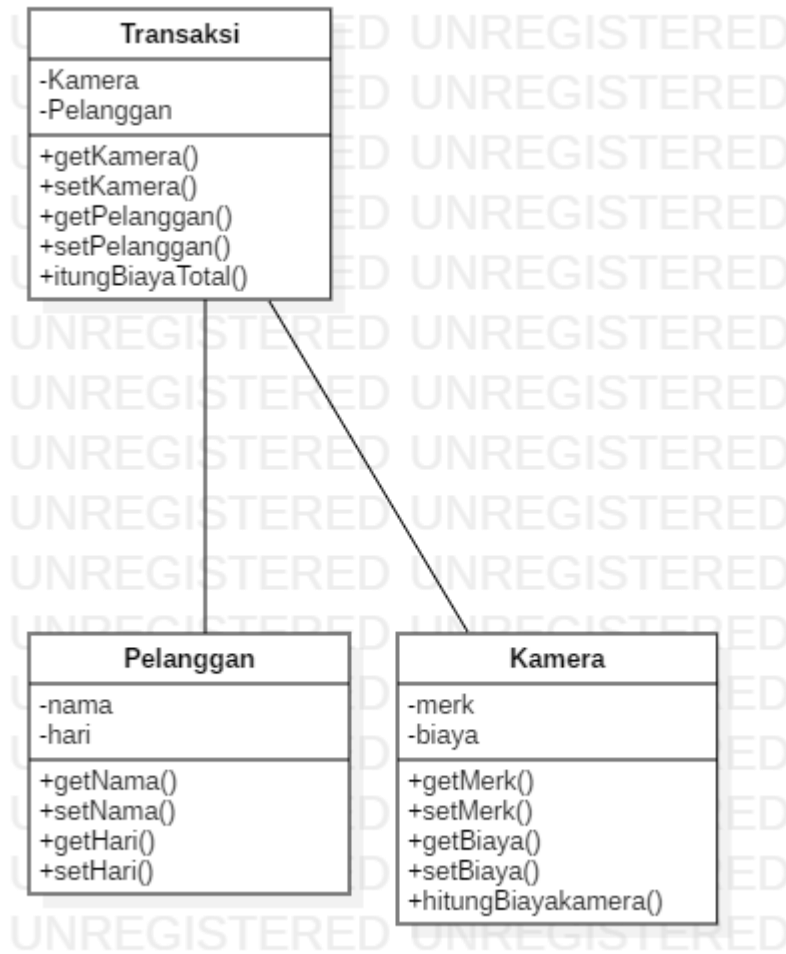 Transaksi
-Kamera
-Pelanggan
+getKamera()
+setKamera()
+getPelanggan()
+setPelanggan()
+itungBiayaTotal()
Pelanggan
-nama
-hari
+getNama()
+setNama()
+getHari()
+setHari()
Kamera
-merk
-biaya
+getMerk()
+setMerk()
+getBiaya()
+setBiaya()
+hitungBiayakamera()
UNREGISTERED UNREGISTERED